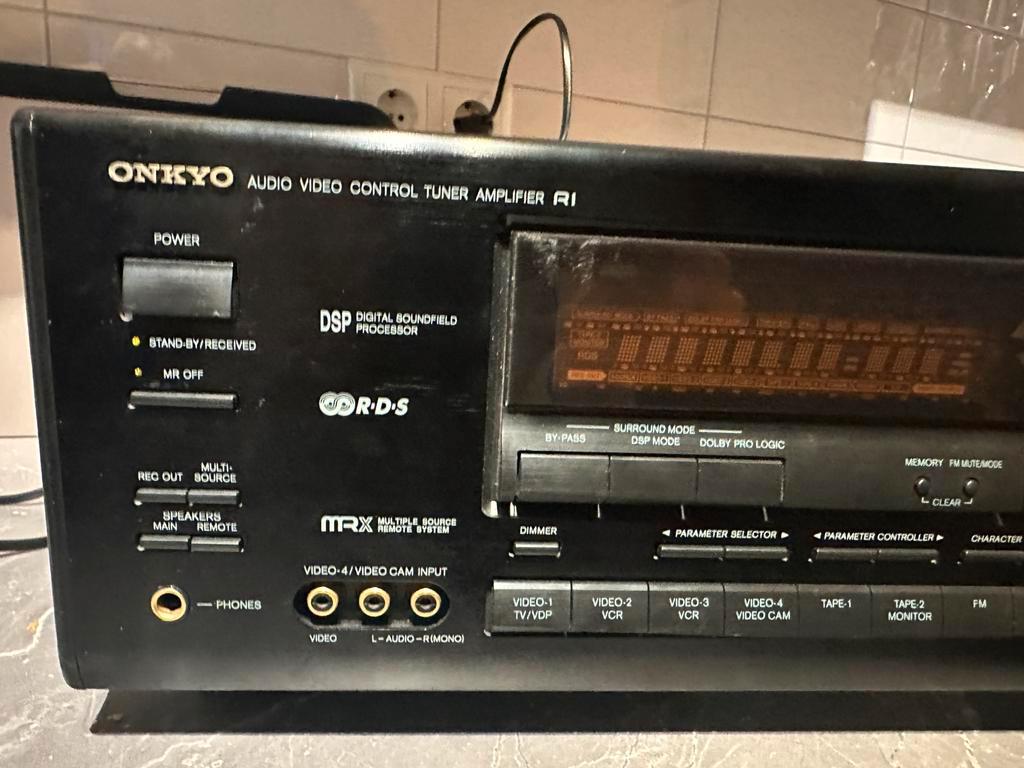 ONKYO AUDIO VIDEO CONTROL TUNER AMPLIFIER RI
POWER
STAND-BY/RECEIVED
MR OFF
DSP DIGITAL SOUNDFIELD
PROCESSOR
R·D·S
RDS
REC OUT
MULTI-
SOURCE
SPEAKERS
MAIN
REMOTE
MRX MULTIPLE SOURCE
REMOTE SYSTEM
PHONES
VIDEO-4/VIDEO CAM INPUT
VIDEO
L-AUDIO-R(MONO)
SURROUND MODE
BY-PASS
DSP MODE
DOLBY PRO LOGIC
MEMORY
FM MUTE/MODE
CLEAR
DIMMER
◄ PARAMETER SELECTOR ►
◄ PARAMETER CONTROLLER ►
CHARACTER
VIDEO-1
TV/VDP
VIDEO-2
VCR
VIDEO-3
VCR
VIDEO-4
VIDEO CAM
TAPE-1
TAPE-2
MONITOR
FM